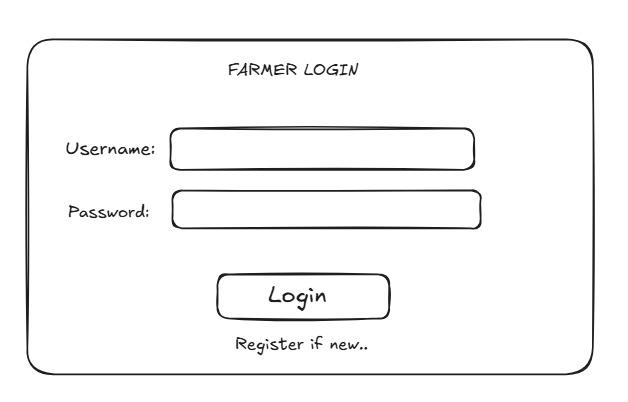 FARMER LOGIN
Username:
Password:
Login
Register if new..